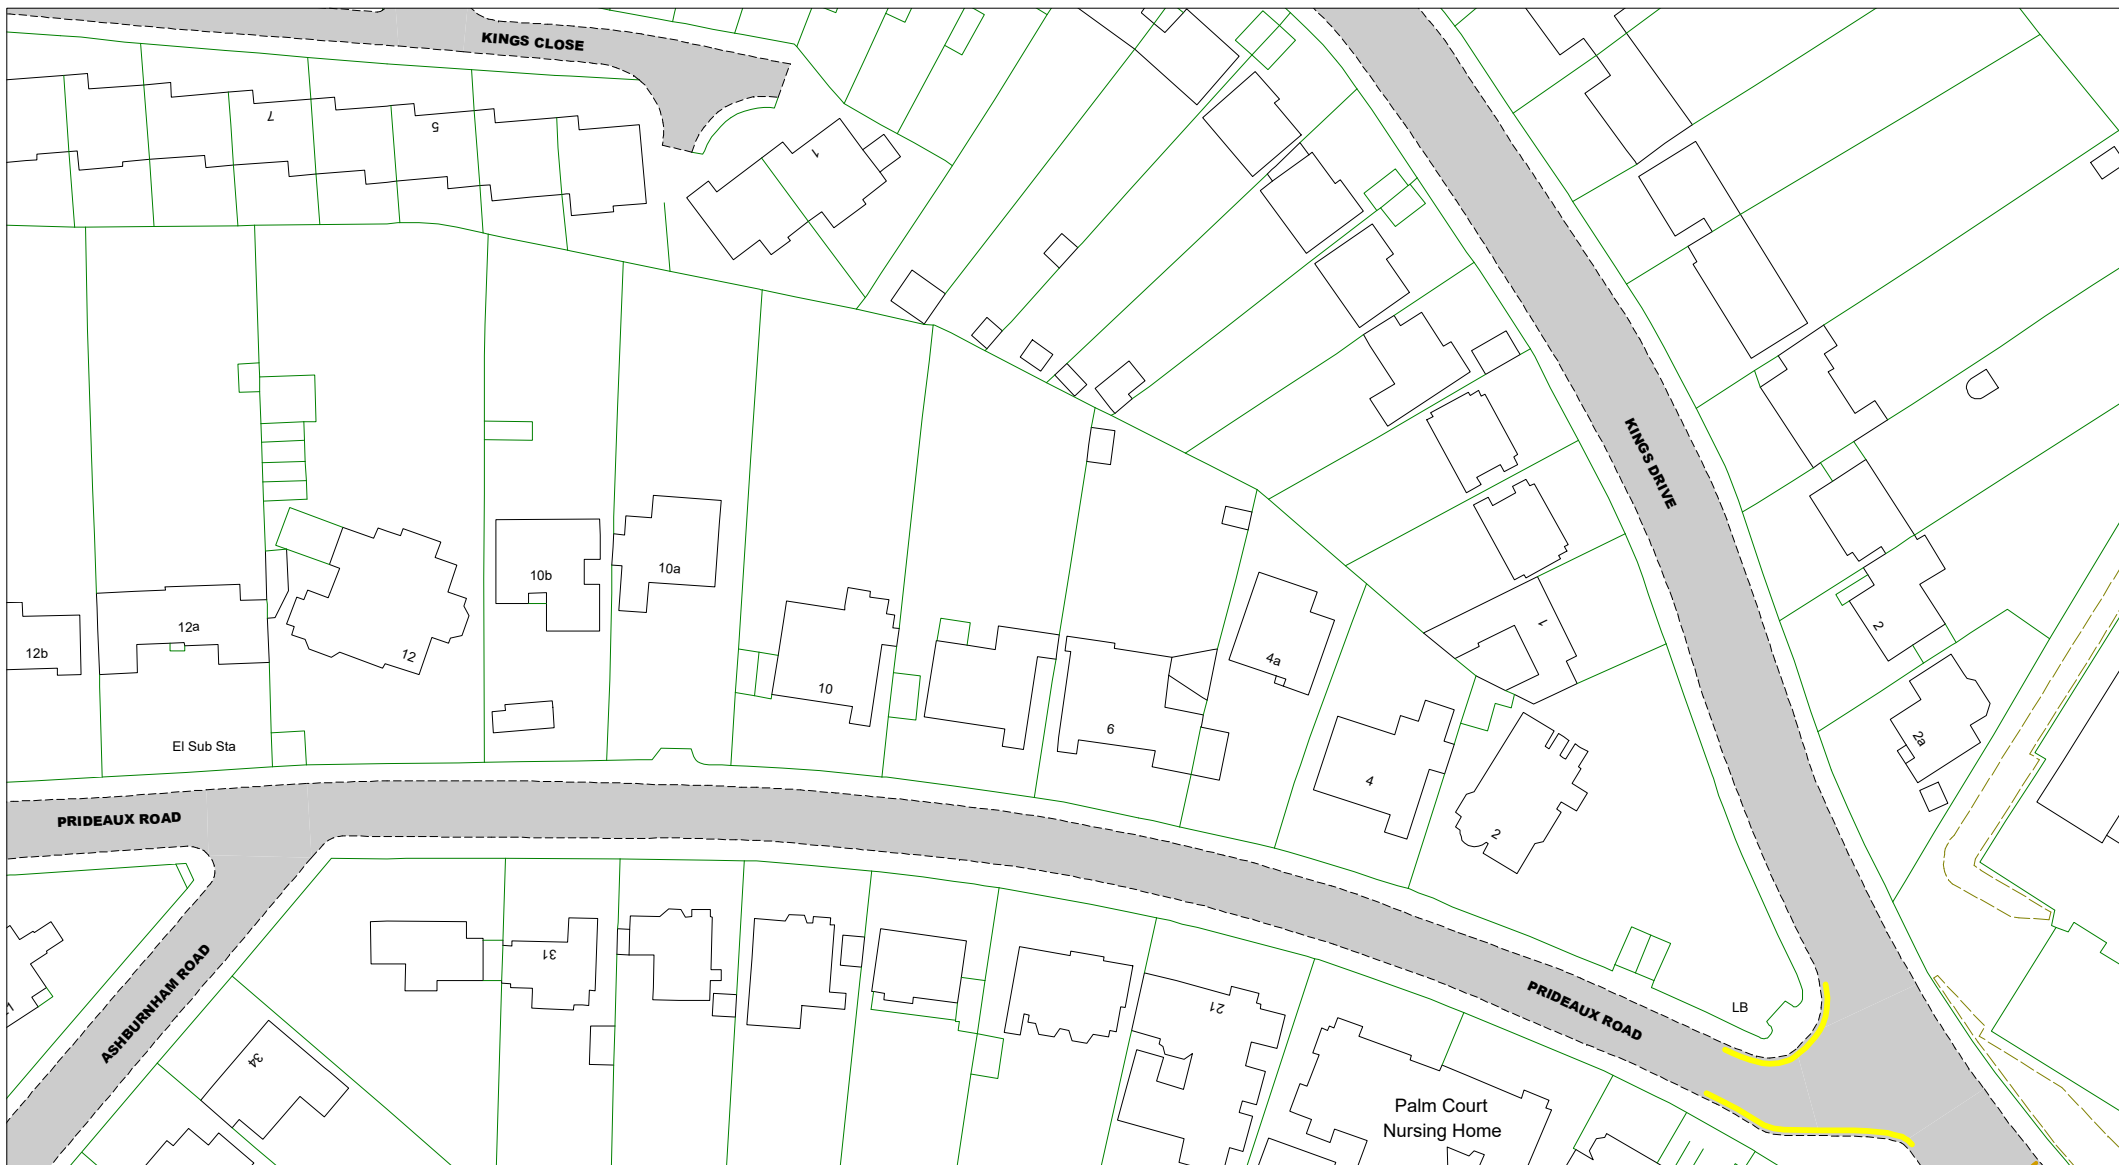 KINGS CLOSE
7
5
1
KINGS DRIVE
10b
10a
12a
12b
12
10
6
4a
4
2
1
2
2a
El Sub Sta
PRIDEAUX ROAD
ASHBURNHAM ROAD
31
34
21
PRIDEAUX ROAD
LB
Palm Court
Nursing Home